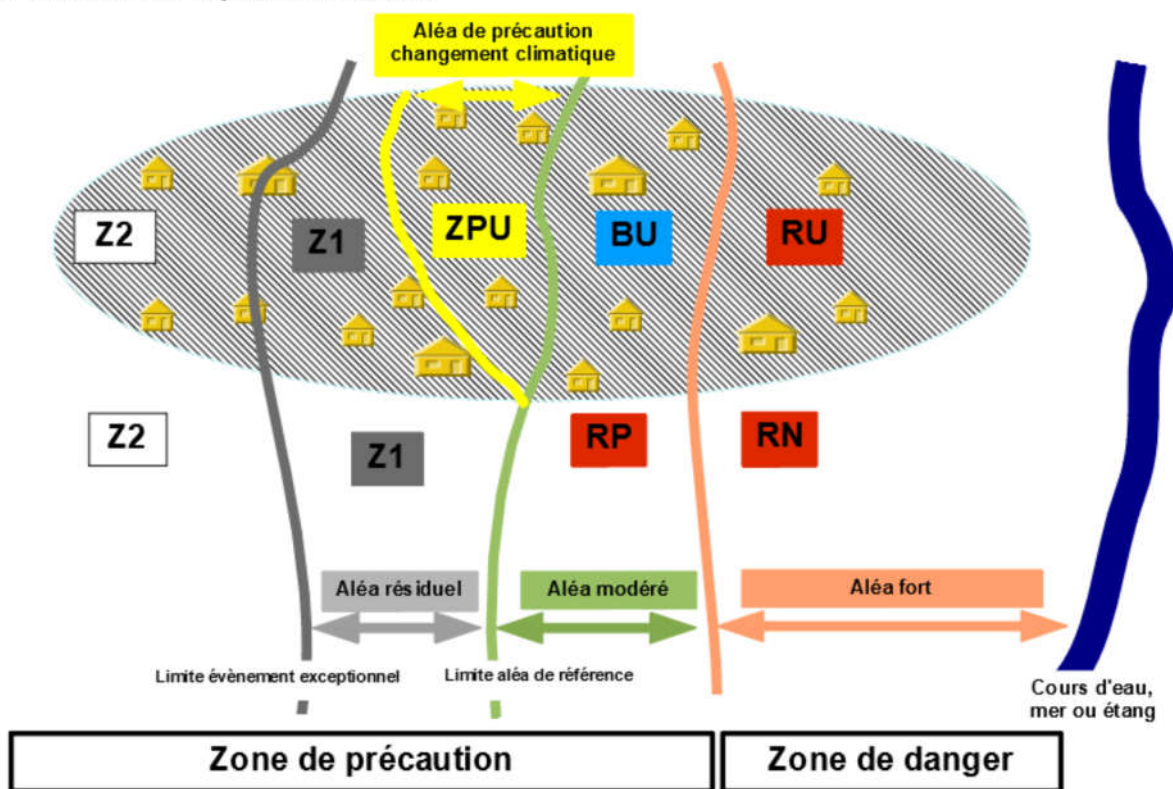 Aléa de précaution
changement climatique
Z2
Z1
ZPU
BU
RU
Z2
Z1
RP
RN
Aléa résiduel
Aléa modéré
Aléa fort
Limite évènement exceptionnel
Limite aléa de référence
Cours d'eau,
mer ou étang
Zone de précaution
Zone de danger